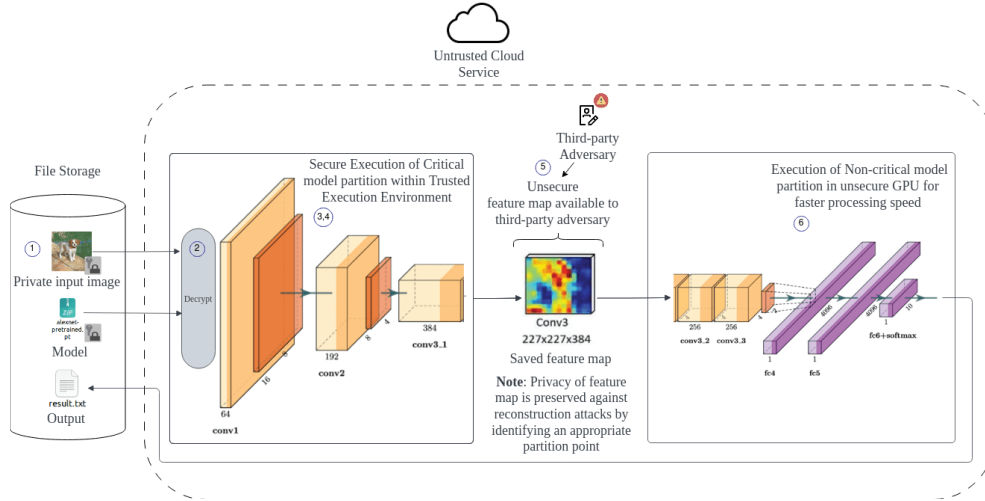 Untrusted Cloud
Service
Third-party
Adversary
File Storage
1
Private input image
ZIP
alexnet-
pretrained.
pt
Model
result.txt
Output
2
Decrypt
Secure Execution of Critical
model partition within Trusted
Execution Environment
3,4
64
conv1
16
8
192
conv2
8
4
384
conv3_1
5
Unsecure
feature map available to
third-party adversary
Conv3
227x227x384
Saved feature map
Note: Privacy of feature
map is preserved against
reconstruction attacks by
identifying an appropriate
partition point
Execution of Non-critical model
partition in unsecure GPU for
faster processing speed
6
256
conv3_2
256
conv3_3
4
4096
1
fc4
4096
1
fc5
10
1
fc6+softmax